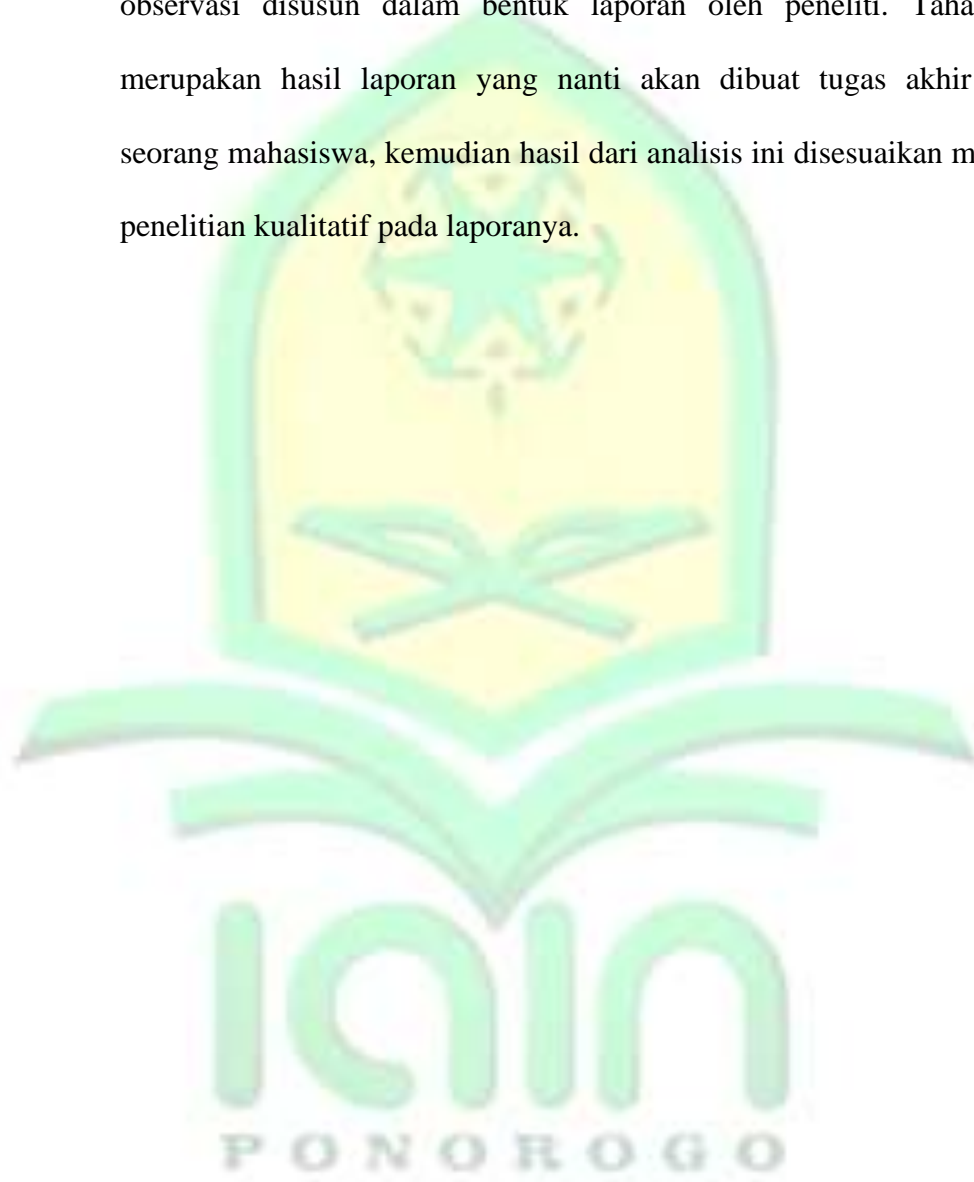 observasi disusun dalam bentuk laporan oleh peneliti.
merupakan hasil laporan yang nanti akan dibuat tugas akhir
seorang mahasiswa, kemudian hasil dari analisis ini disesuaikan
penelitian kualitatif pada laporanya.
iain
PONOROGO